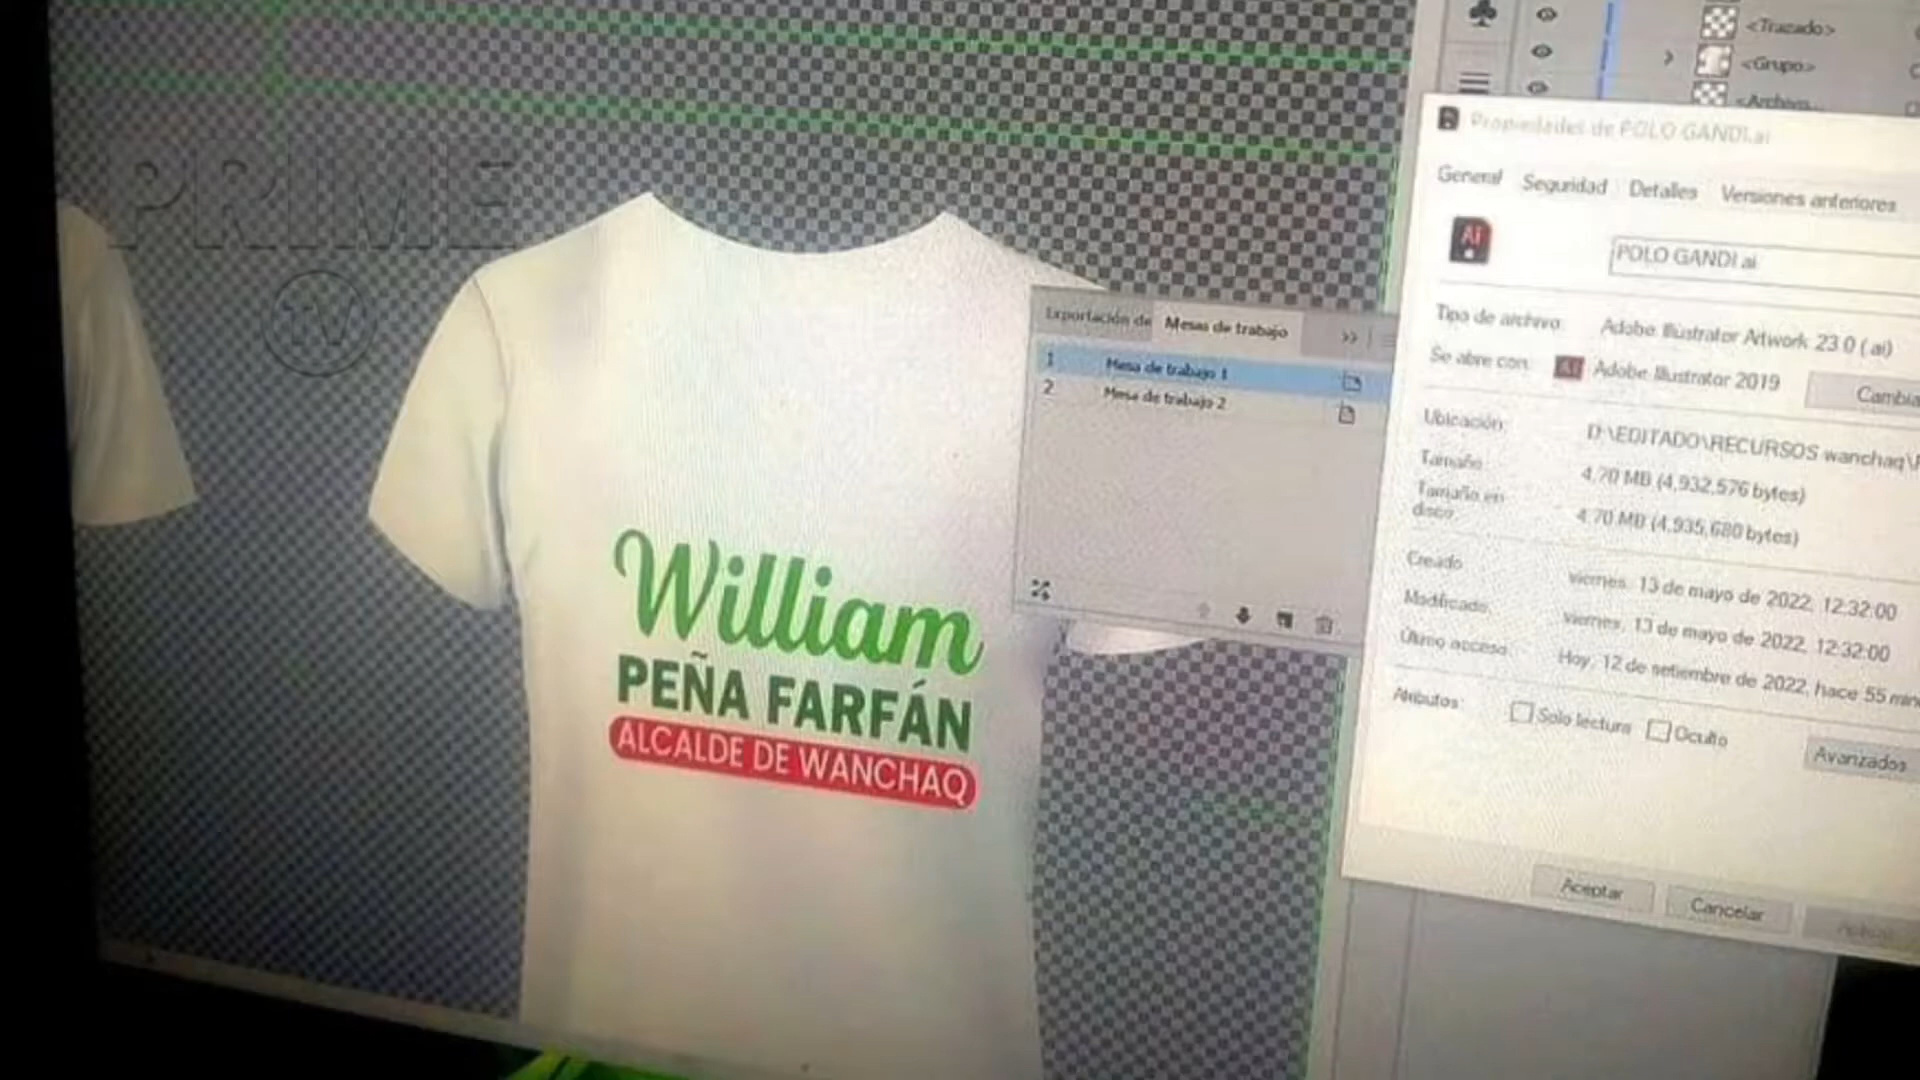 PRIME
TV
William
PEÑA FARFÁN
ALCALDE DE WANCHAQ
Exportación de
Mesas de trabajo
1 Mesa de trabajo 1
2 Mesa de trabajo 2
<Trazado>
<Grupo>
<Archivo...
Propiedades de POLO GANDI.ai
General Seguridad Detalles Versiones anteriores
Ai
POLO GANDI.ai
Tipo de archivo: Adobe Illustrator Artwork 23.0 (.ai)
Se abre con: Ai Adobe Illustrator 2019
Cambia
Ubicación: D:\EDITADO\RECURSOS wanchaq\
Tamaño: 4.70 MB (4,932,576 bytes)
Tamaño en disco: 4.70 MB (4,935,680 bytes)
Creado: viernes, 13 de mayo de 2022, 12:32:00
Modificado: viernes, 13 de mayo de 2022, 12:32:00
Último acceso: Hoy, 12 de setiembre de 2022, hace 55 min
Atributos: Solo lectura Oculto
Avanzados
Aceptar Cancelar